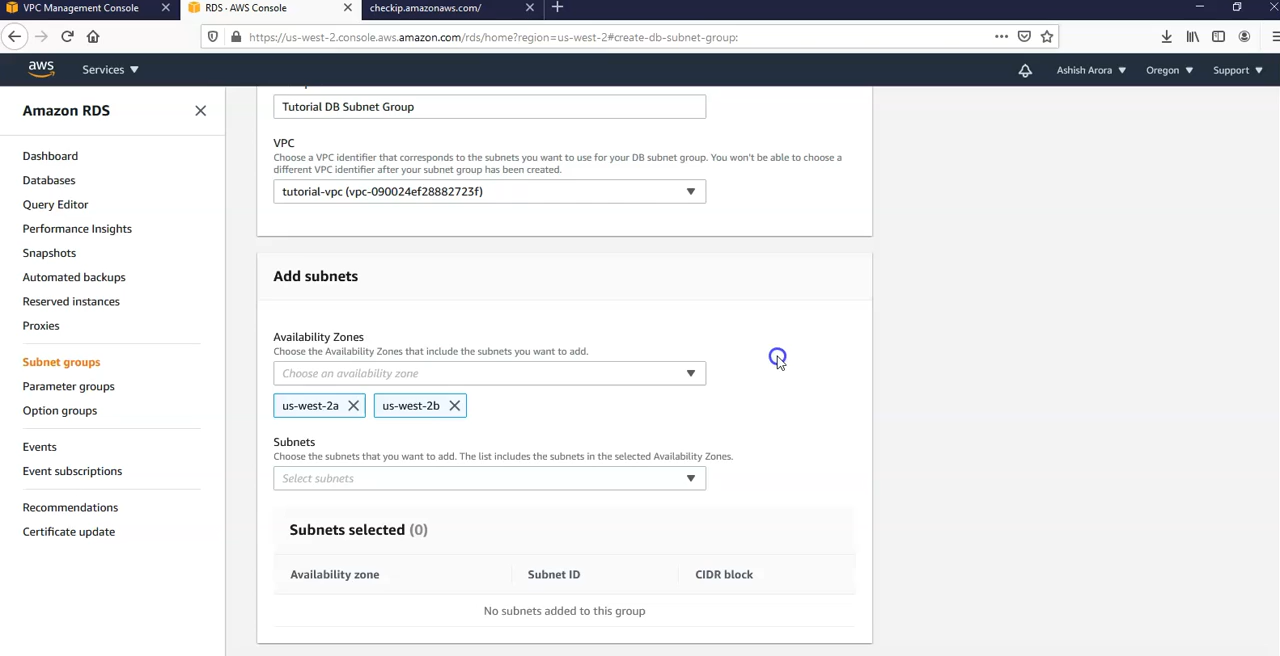 VPC Management Console
RDS · AWS Console
checkip.amazonaws.com/
https://us-west-2.console.aws.amazon.com/rds/home?region=us-west-2#create-db-subnet-group:
aws
Services
Ashish Arora
Oregon
Support
Amazon RDS
Dashboard
Databases
Query Editor
Performance Insights
Snapshots
Automated backups
Reserved instances
Proxies
Subnet groups
Parameter groups
Option groups
Events
Event subscriptions
Recommendations
Certificate update
Tutorial DB Subnet Group
VPC
Choose a VPC identifier that corresponds to the subnets you want to use for your DB subnet group. You won't be able to choose a
different VPC identifier after your subnet group has been created.
tutorial-vpc (vpc-090024ef28882723f)
Add subnets
Availability Zones
Choose the Availability Zones that include the subnets you want to add.
Choose an availability zone
us-west-2a
us-west-2b
Subnets
Choose the subnets that you want to add. The list includes the subnets in the selected Availability Zones.
Select subnets
Subnets selected (0)
Availability zone
Subnet ID
CIDR block
No subnets added to this group